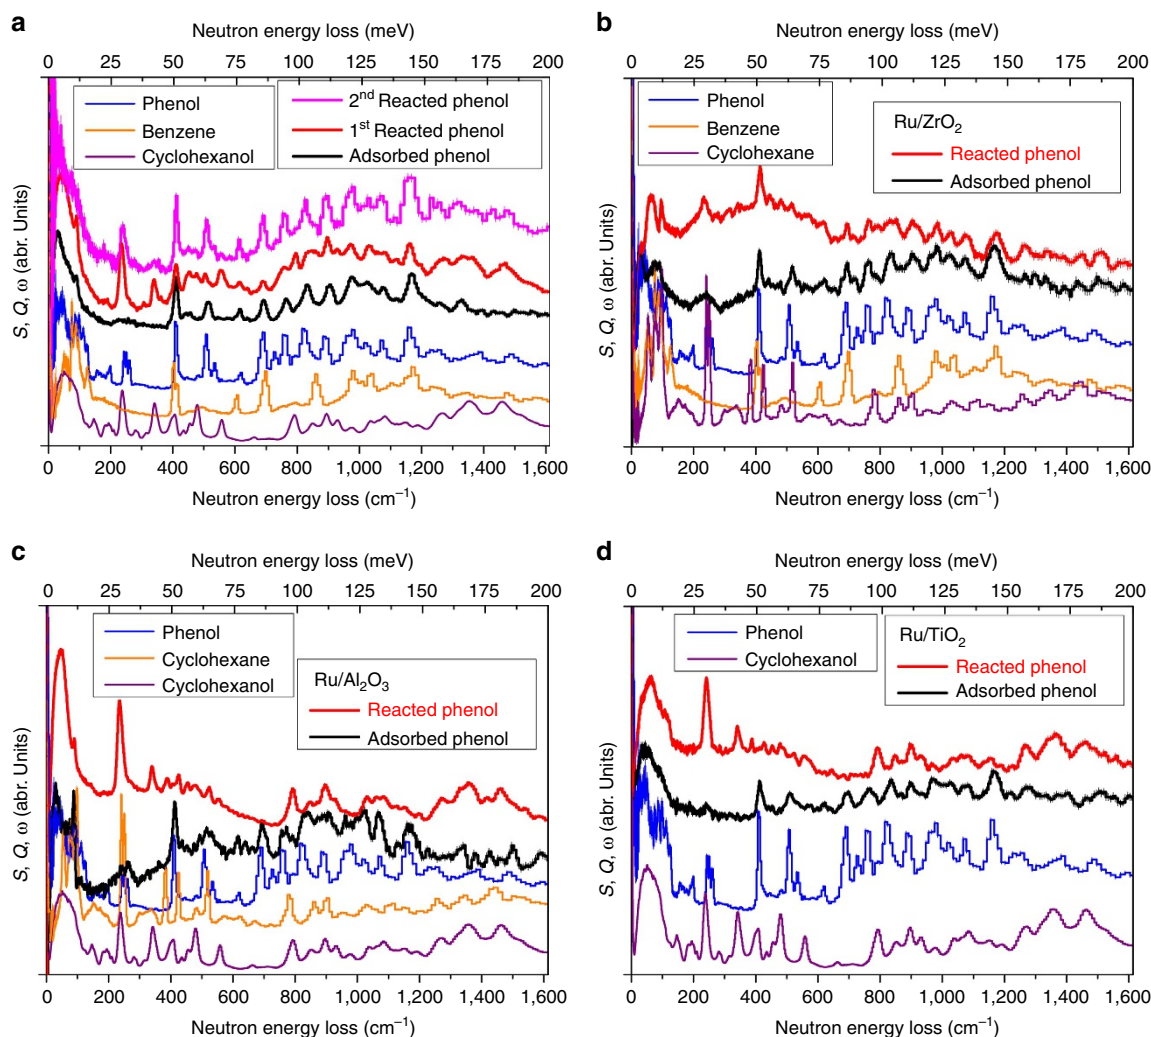 a
Neutron energy loss (meV)
0 25 50 75 100 125 150 175 200
Phenol
Benzene
Cyclohexanol
2nd Reacted phenol
1st Reacted phenol
Adsorbed phenol
S, Q, ω (abr. Units)
0 200 400 600 800 1,000 1,200 1,400 1,600
Neutron energy loss (cm−1)
b
Neutron energy loss (meV)
0 25 50 75 100 125 150 175 200
Phenol
Benzene
Cyclohexane
Ru/ZrO2
Reacted phenol
Adsorbed phenol
S, Q, ω (abr. Units)
0 200 400 600 800 1,000 1,200 1,400 1,600
Neutron energy loss (cm−1)
c
Neutron energy loss (meV)
0 25 50 75 100 125 150 175 200
Phenol
Cyclohexane
Cyclohexanol
Ru/Al2O3
Reacted phenol
Adsorbed phenol
S, Q, ω (abr. Units)
0 200 400 600 800 1,000 1,200 1,400 1,600
Neutron energy loss (cm−1)
d
Neutron energy loss (meV)
0 25 50 75 100 125 150 175 200
Phenol
Cyclohexanol
Ru/TiO2
Reacted phenol
Adsorbed phenol
S, Q, ω (abr. Units)
0 200 400 600 800 1,000 1,200 1,400 1,600
Neutron energy loss (cm−1)